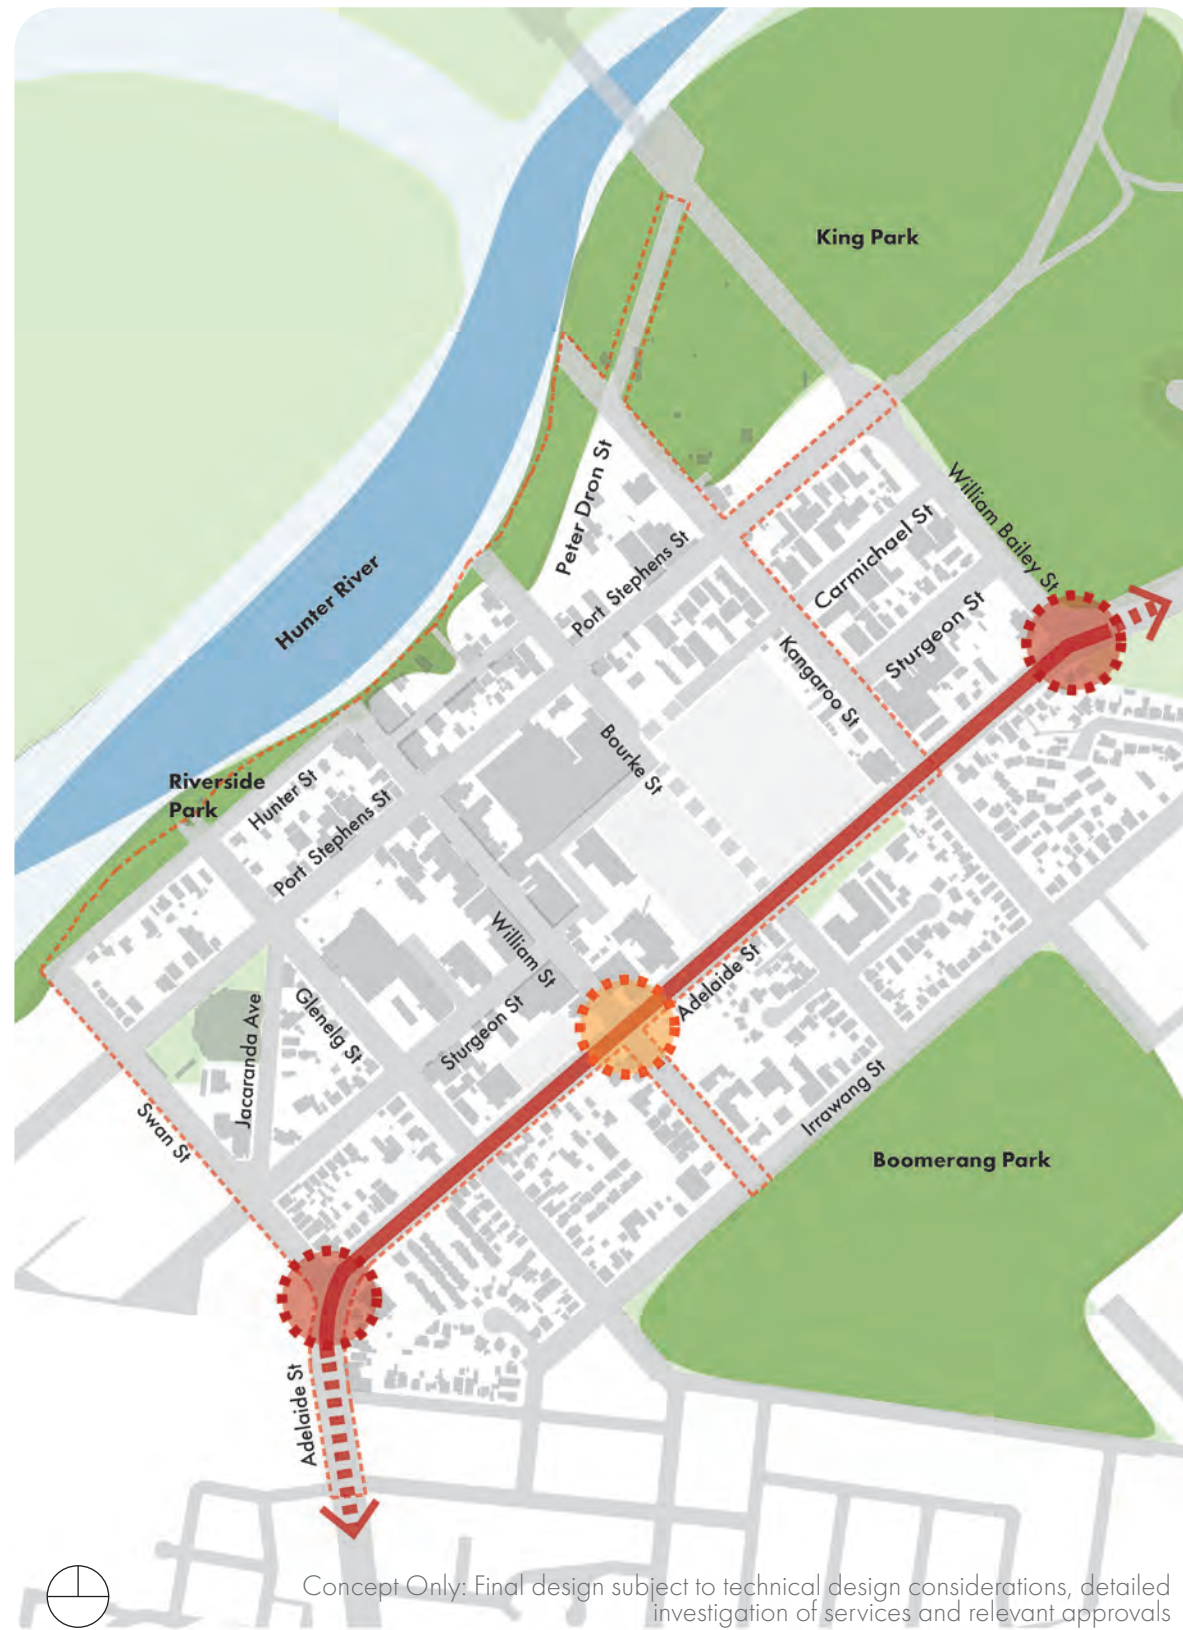 King Park
William Bailey St
Peter Dron St
Carmichael St
Port Stephens St
Hunter River
Sturgeon St
Kangaroo St
Bourke St
Riverside
Park
Hunter St
Port Stephens St
William St
Adelaide St
Glenelg St
Jacaranda Ave
Sturgeon St
Irrawang St
Swan St
Boomerang Park
Adelaide St
Concept Only: Final design subject to technical design considerations, detailed
investigation of services and relevant approvals